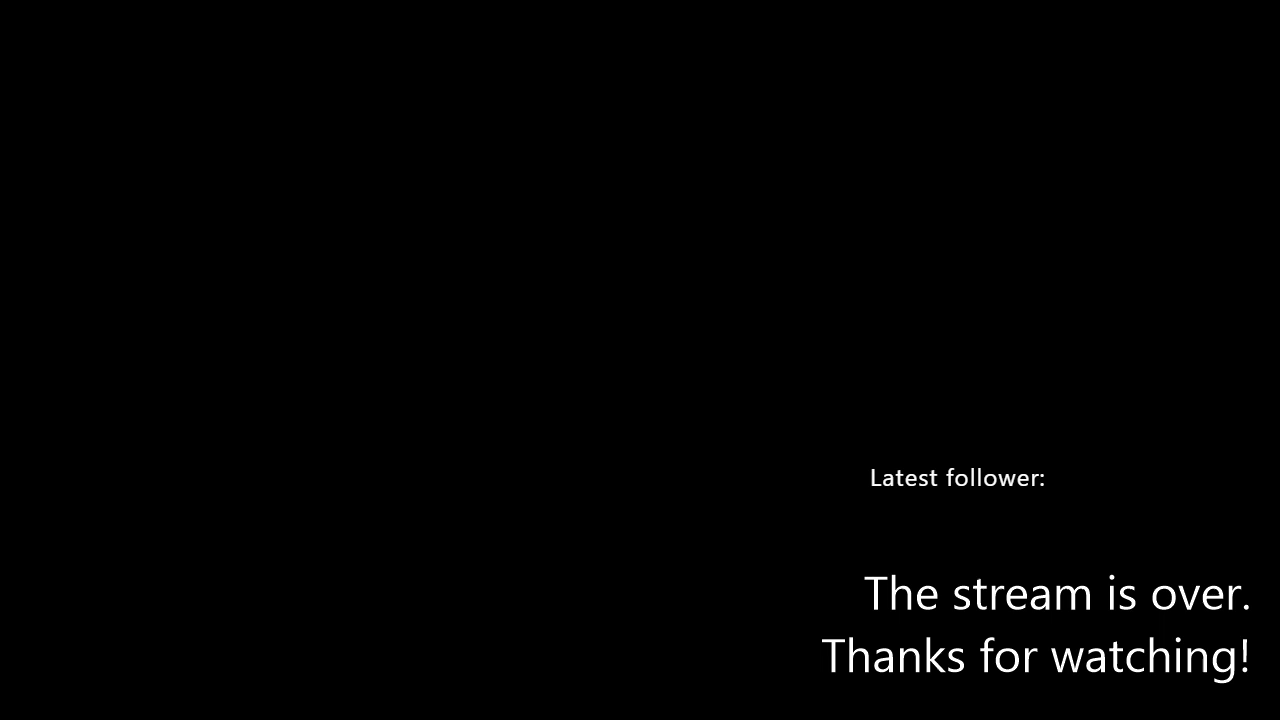 Latest follower:
The stream is over.
Thanks for watching!